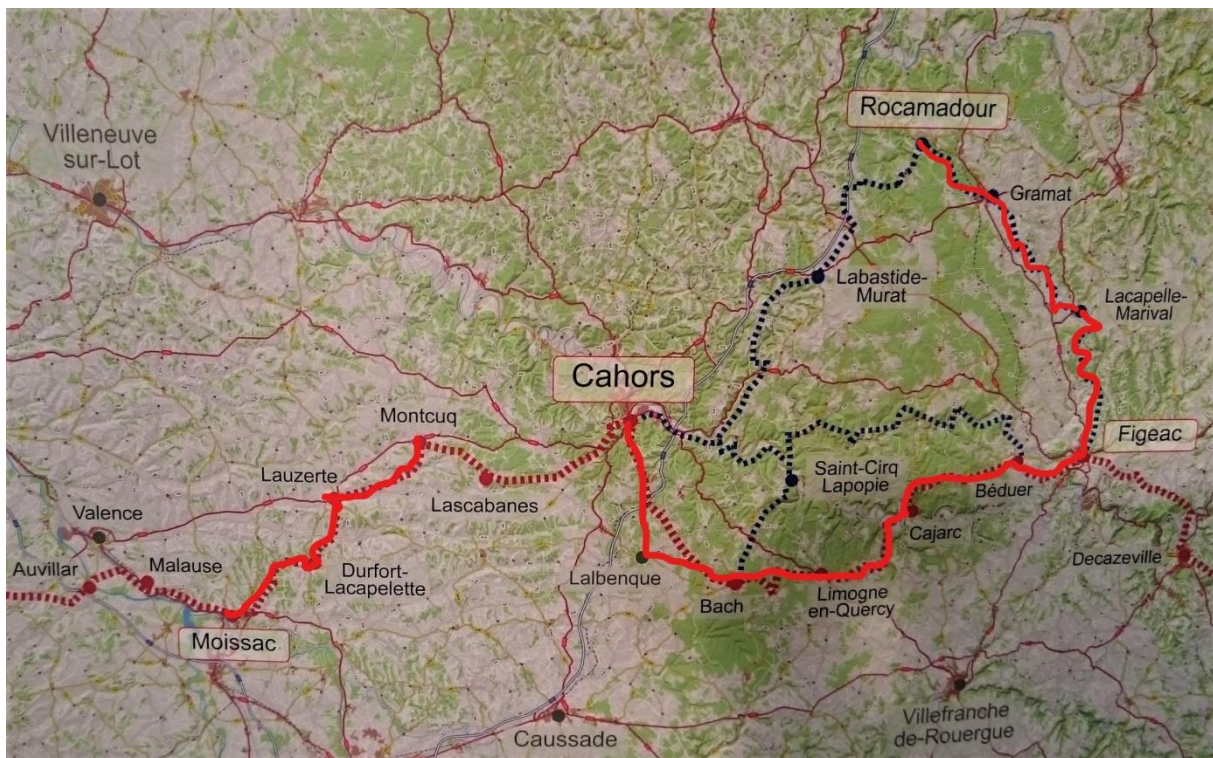 Rocamadour
Villeneuve
sur-Lot
Gramat
Labastide-
Murat
Lacapelle-
Marival
Cahors
Montcuq
Figeac
Lauzerte
Saint-Cirq
Lapopie
Béduer
Lascabanes
Valence
Cajarc
Auvillar
Malause
Durfort-
Lacapelette
Lalbenque
Decazeville
Bach
Limogne
en-Quercy
Moissac
Caussade
Villefranche
de-Rouergue